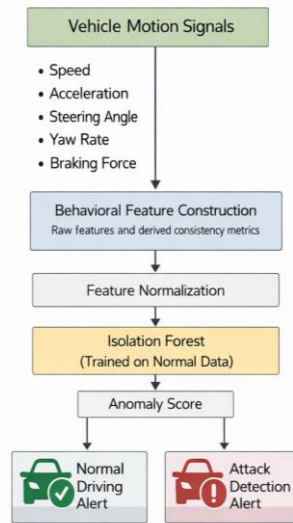 Vehicle Motion Signals
• Speed
• Acceleration
• Steering Angle
• Yaw Rate
• Braking Force
Behavioral Feature Construction
Raw features and derived consistency metrics
Feature Normalization
Isolation Forest
(Trained on Normal Data)
Anomaly Score
Normal
Driving
Alert
Attack
Detection
Alert